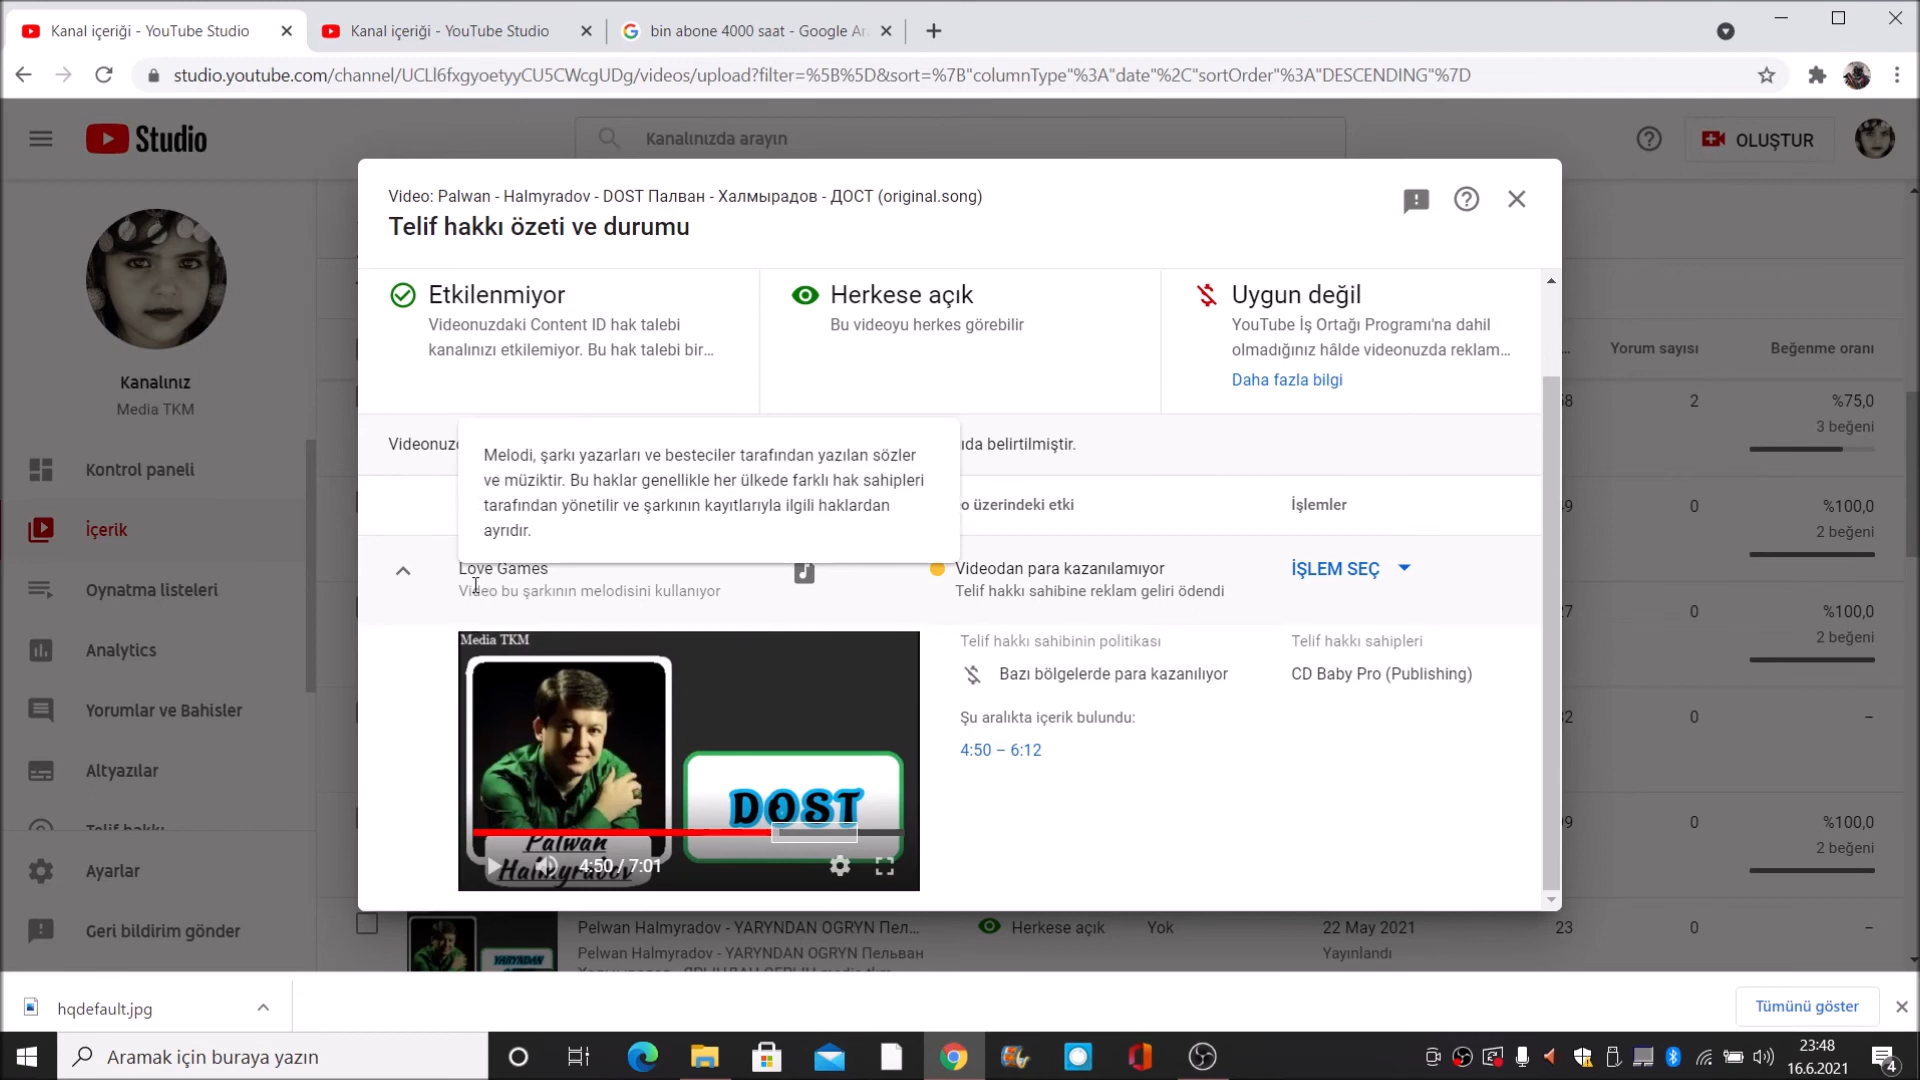 Kanal içeriği - YouTube Studio
Kanal içeriği - YouTube Studio
bin abone 4000 saat - Google Ar
studio.youtube.com/channel/UCLl6fxgyoetyyCU5CWcgUDg/videos/upload?filter=%5B%5D&sort=%7B"columnType"%3A"date"%2C"sortOrder"%3A"DESCENDING"%7D
Studio
Kanalınızda arayın
OLUŞTUR
Kanalınız
Media TKM
Kontrol paneli
İçerik
Oynatma listeleri
Analytics
Yorumlar ve Bahisler
Altyazılar
Telif hakkı
Ayarlar
Geri bildirim gönder
Video: Palwan - Halmyradov - DOST Палван - Халмырадов - ДОСТ (original.song)
Telif hakkı özeti ve durumu
Etkilenmiyor
Videonuzdaki Content ID hak talebi
kanalınızı etkilemiyor. Bu hak talebi bir...
Herkese açık
Bu videoyu herkes görebilir
Uygun değil
YouTube İş Ortağı Programı'na dahil
olmadığınız hâlde videonuzda reklam...
Daha fazla bilgi
Videonuz
da belirtilmiştir.
Melodi, şarkı yazarları ve besteciler tarafından yazılan sözler
ve müziktir. Bu haklar genellikle her ülkede farklı hak sahipleri
tarafından yönetilir ve şarkının kayıtlarıyla ilgili haklardan
ayrıdır.
o üzerindeki etki
İşlemler
Love Games
Video bu şarkının melodisini kullanıyor
Videodan para kazanılamıyor
Telif hakkı sahibine reklam geliri ödendi
İŞLEM SEÇ
Media TKM
DOST
Palwan
Halmyradov
4:50 / 7:01
Telif hakkı sahibinin politikası
Bazı bölgelerde para kazanılıyor
Şu aralıkta içerik bulundu:
4:50 – 6:12
Telif hakkı sahipleri
CD Baby Pro (Publishing)
... Yorum sayısı Beğenme oranı
58 2 %75,0
3 beğeni
49 0 %100,0
2 beğeni
27 0 %100,0
2 beğeni
32 0 –
99 0 %100,0
2 beğeni
YARYNDAN
Pelwan Halmyradov - YARYNDAN OGRYN Пел...
Pelwan Halmyradov - YARYNDAN OGRYN Пельван
Herkese açık
Yok
22 May 2021
Yayınlandı
23 0 –
hqdefault.jpg
Tümünü göster
Aramak için buraya yazın
23:48
16.6.2021
4